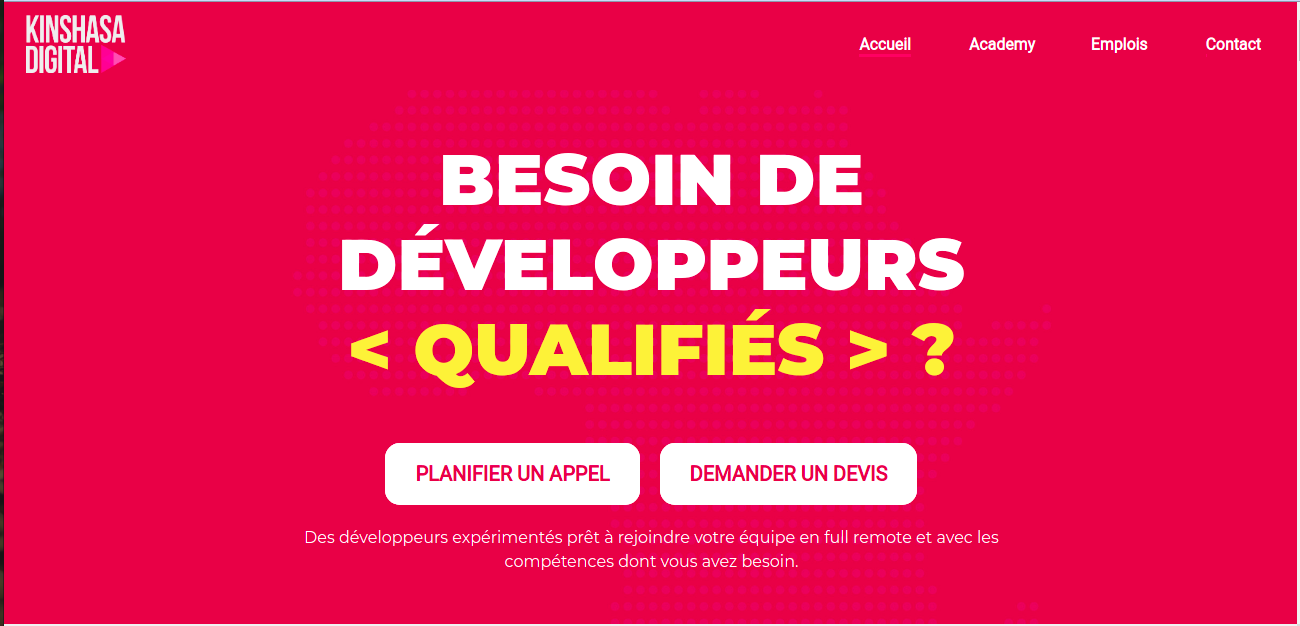 KINSHASA
DIGITAL
Accueil Academy Emplois Contact
BESOIN DE
DÉVELOPPEURS
< QUALIFIÉS > ?
PLANIFIER UN APPEL DEMANDER UN DEVIS
Des développeurs expérimentés prêt à rejoindre votre équipe en full remote et avec les
compétences dont vous avez besoin.